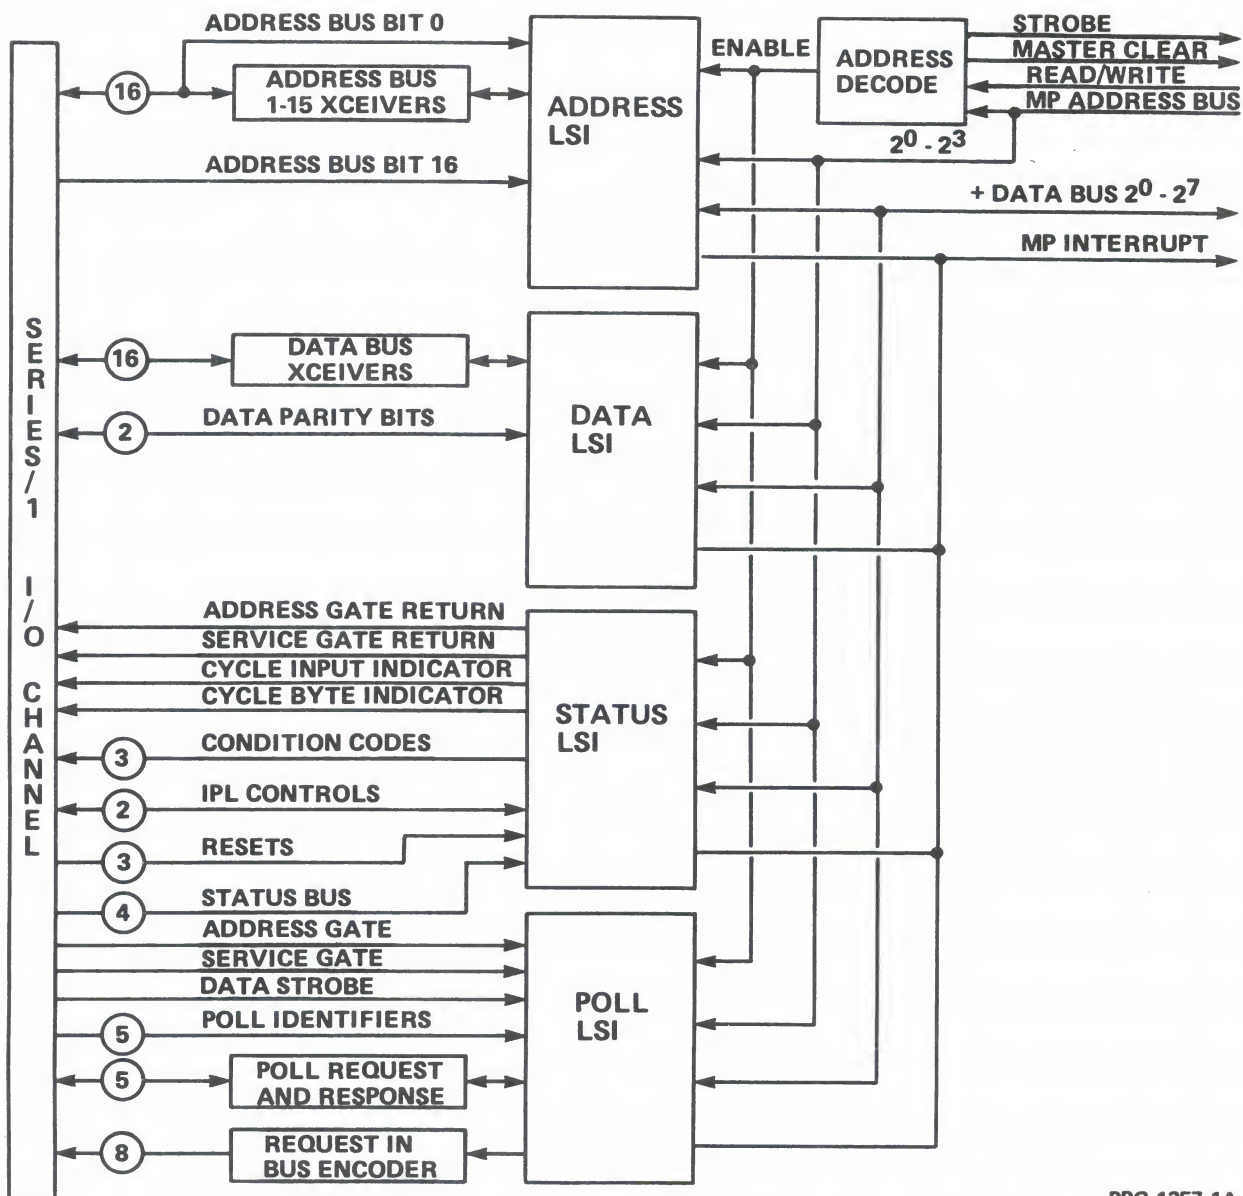 ADDRESS BUS BIT 0
16
ADDRESS BUS
1-15 XCEIVERS
ADDRESS BUS BIT 16
ADDRESS
LSI
ENABLE
ADDRESS
DECODE
STROBE
MASTER CLEAR
READ/WRITE
MP ADDRESS BUS
2⁰ - 2³
+ DATA BUS 2⁰ - 2⁷
MP INTERRUPT
SERIES/1 I/O CHANNEL
16
DATA BUS
XCEIVERS
2
DATA PARITY BITS
DATA
LSI
ADDRESS GATE RETURN
SERVICE GATE RETURN
CYCLE INPUT INDICATOR
CYCLE BYTE INDICATOR
3
CONDITION CODES
2
IPL CONTROLS
3
RESETS
4
STATUS BUS
STATUS
LSI
ADDRESS GATE
SERVICE GATE
DATA STROBE
5
POLL IDENTIFIERS
5
POLL REQUEST
AND RESPONSE
8
REQUEST IN
BUS ENCODER
POLL
LSI